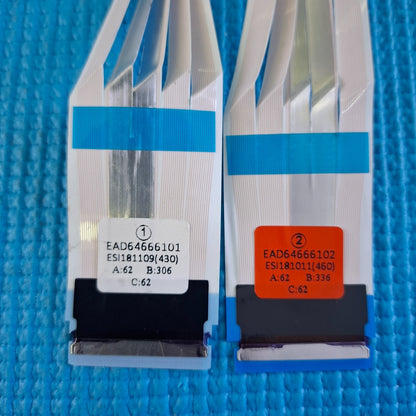 ①
EAD64666101
ESI181109(430)
A:62 B:306
C:62
②
EAD64666102
ESI181011(460)
A:62 B:336
C:62